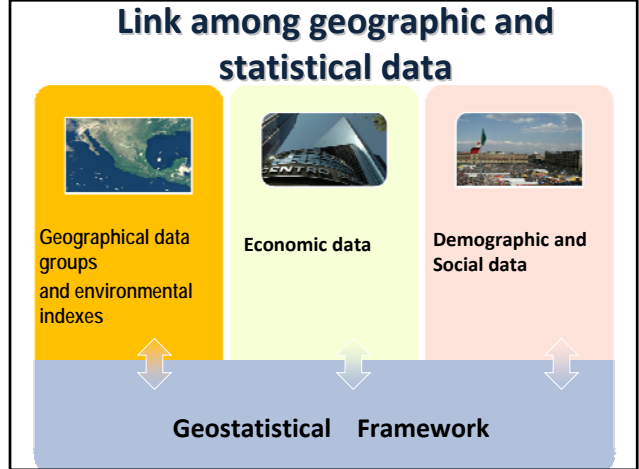 Link among geographic and
statistical data
Geographical data
groups
and environmental
indexes
CENTRO
Economic data
Demographic and
Social data
Geostatistical Framework